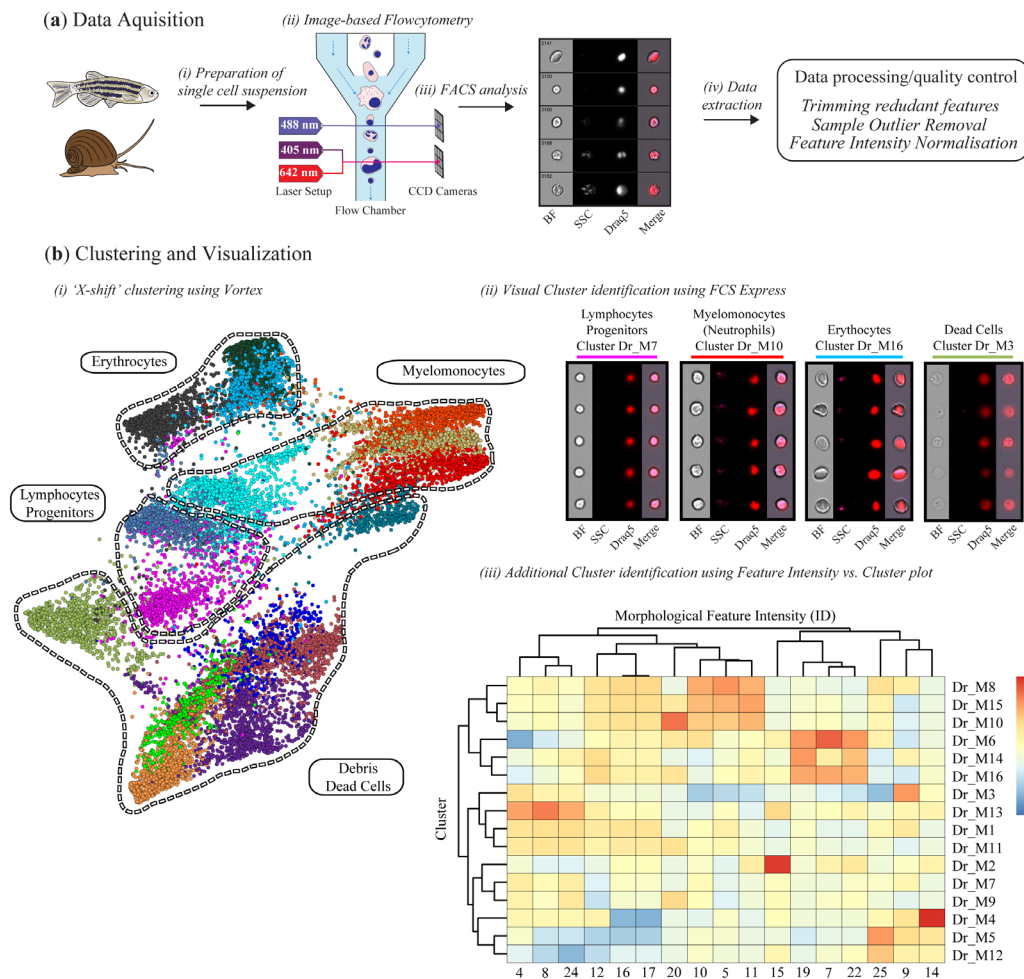 (a) Data Aquisition
(i) Preparation of
single cell suspension
(ii) Image-based Flowcytometry
488 nm
405 nm
642 nm
Laser Setup
Flow Chamber
CCD Cameras
(iii) FACS analysis
3141
3150
3190
3168
3182
BF
SSC
Draq5
Merge
(iv) Data
extraction
Data processing/quality control
Trimming redudant features
Sample Outlier Removal
Feature Intensity Normalisation
(b) Clustering and Visualization
(i) ‘X-shift’ clustering using Vortex
Erythrocytes
Myelomonocytes
Lymphocytes
Progenitors
Debris
Dead Cells
(ii) Visual Cluster identification using FCS Express
Lymphocytes
Progenitors
Cluster Dr_M7
Myelomonocytes
(Neutrophils)
Cluster Dr_M10
Erythocytes
Cluster Dr_M16
Dead Cells
Cluster Dr_M3
BF
SSC
Draq5
Merge
BF
SSC
Draq5
Merge
BF
SSC
Draq5
Merge
BF
SSC
Draq5
Merge
(iii) Additional Cluster identification using Feature Intensity vs. Cluster plot
Morphological Feature Intensity (ID)
Cluster
Dr_M8
Dr_M15
Dr_M10
Dr_M6
Dr_M14
Dr_M16
Dr_M3
Dr_M13
Dr_M1
Dr_M11
Dr_M2
Dr_M7
Dr_M9
Dr_M4
Dr_M5
Dr_M12
4 8 24 12 16 17 20 10 5 11 15 19 7 22 25 9 14